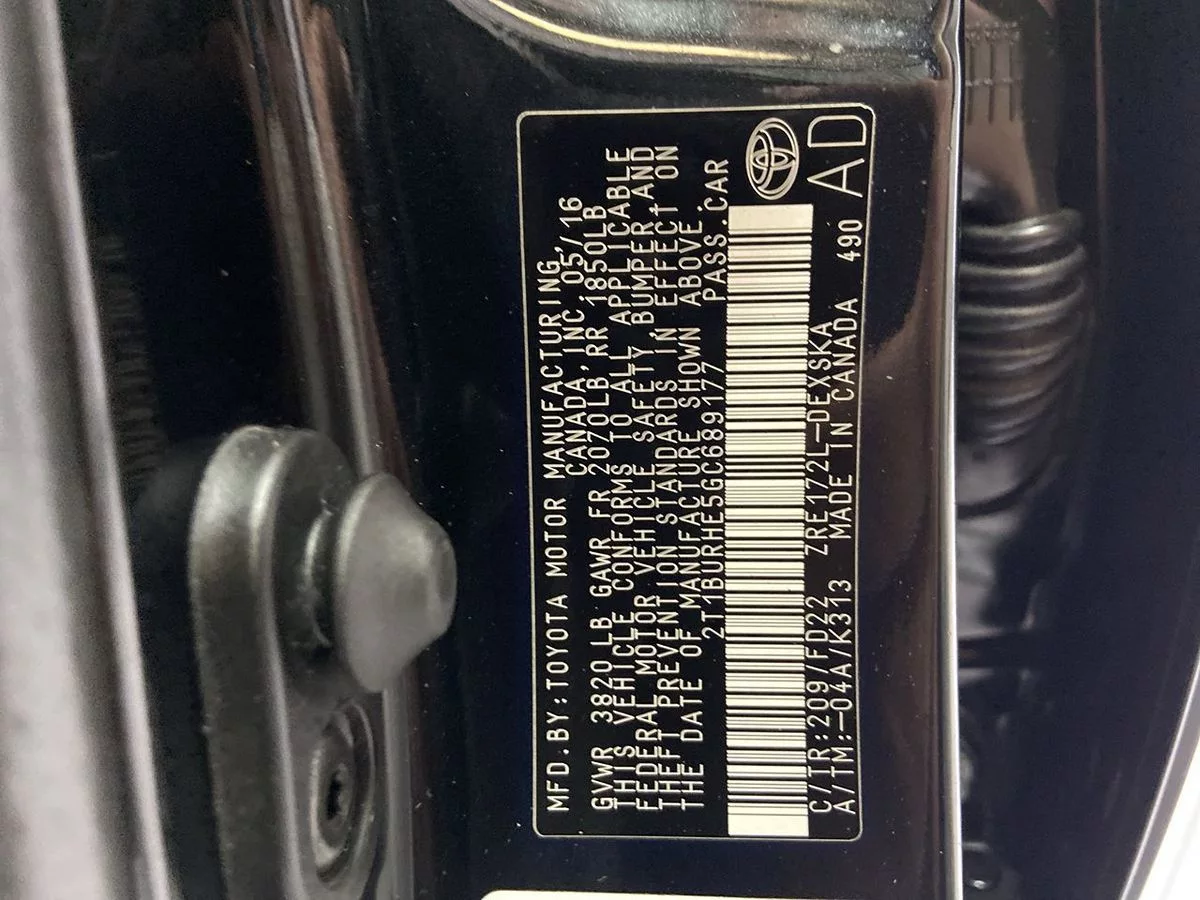 MFD.BY:TOYOTA MOTOR MANUFACTURING,
CANADA,INC.05/16
GVWR 3820LB GAWR FR 2070LB,RR 1850LB
THIS VEHICLE CONFORMS TO ALL APPLICABLE
FEDERAL MOTOR VEHICLE SAFETY, BUMPER,AND
THEFT PREVENTION STANDARDS IN EFFECT ON
THE DATE OF MANUFACTURE SHOWN ABOVE.
2T1BURHE5GC689177 PASS.CAR
C/TR:209/FD22 ZRE172L-DEXSKA
A/TM:-04A/K313 MADE IN CANADA 490
AD